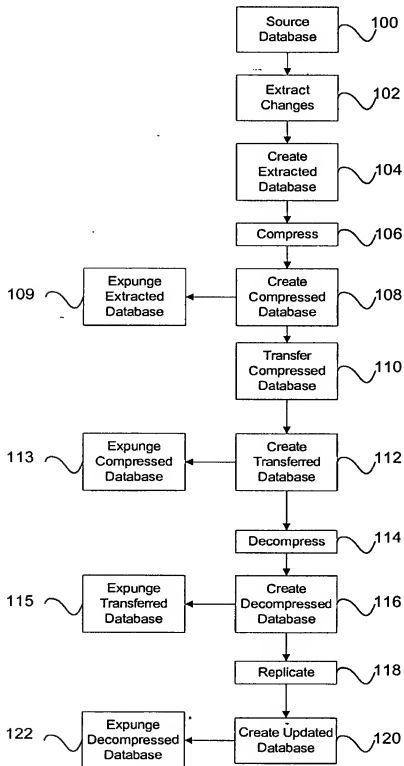 Source
Database
100
Extract
Changes
102
Create
Extracted
Database
104
Compress
106
Expunge
Extracted
Database
109
Create
Compressed
Database
108
Transfer
Compressed
Database
110
Expunge
Compressed
Database
113
Create
Transferred
Database
112
Decompress
114
Expunge
Transferred
Database
115
Create
Decompressed
Database
116
Replicate
118
Expunge
Decompressed
Database
122
Create Updated
Database
120